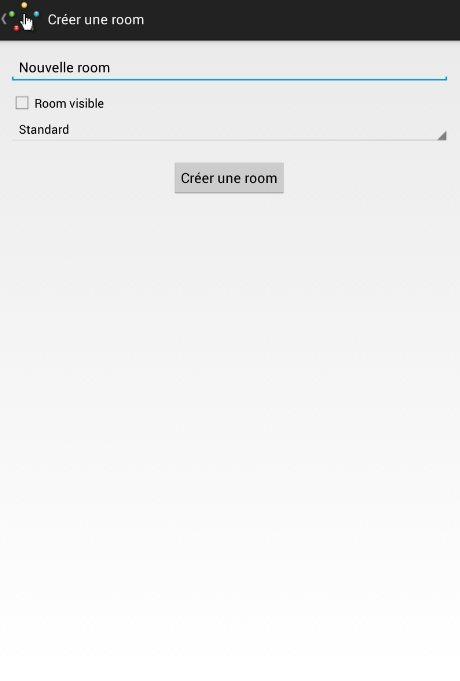 Créer une room
Nouvelle room
Room visible
Standard
Créer une room